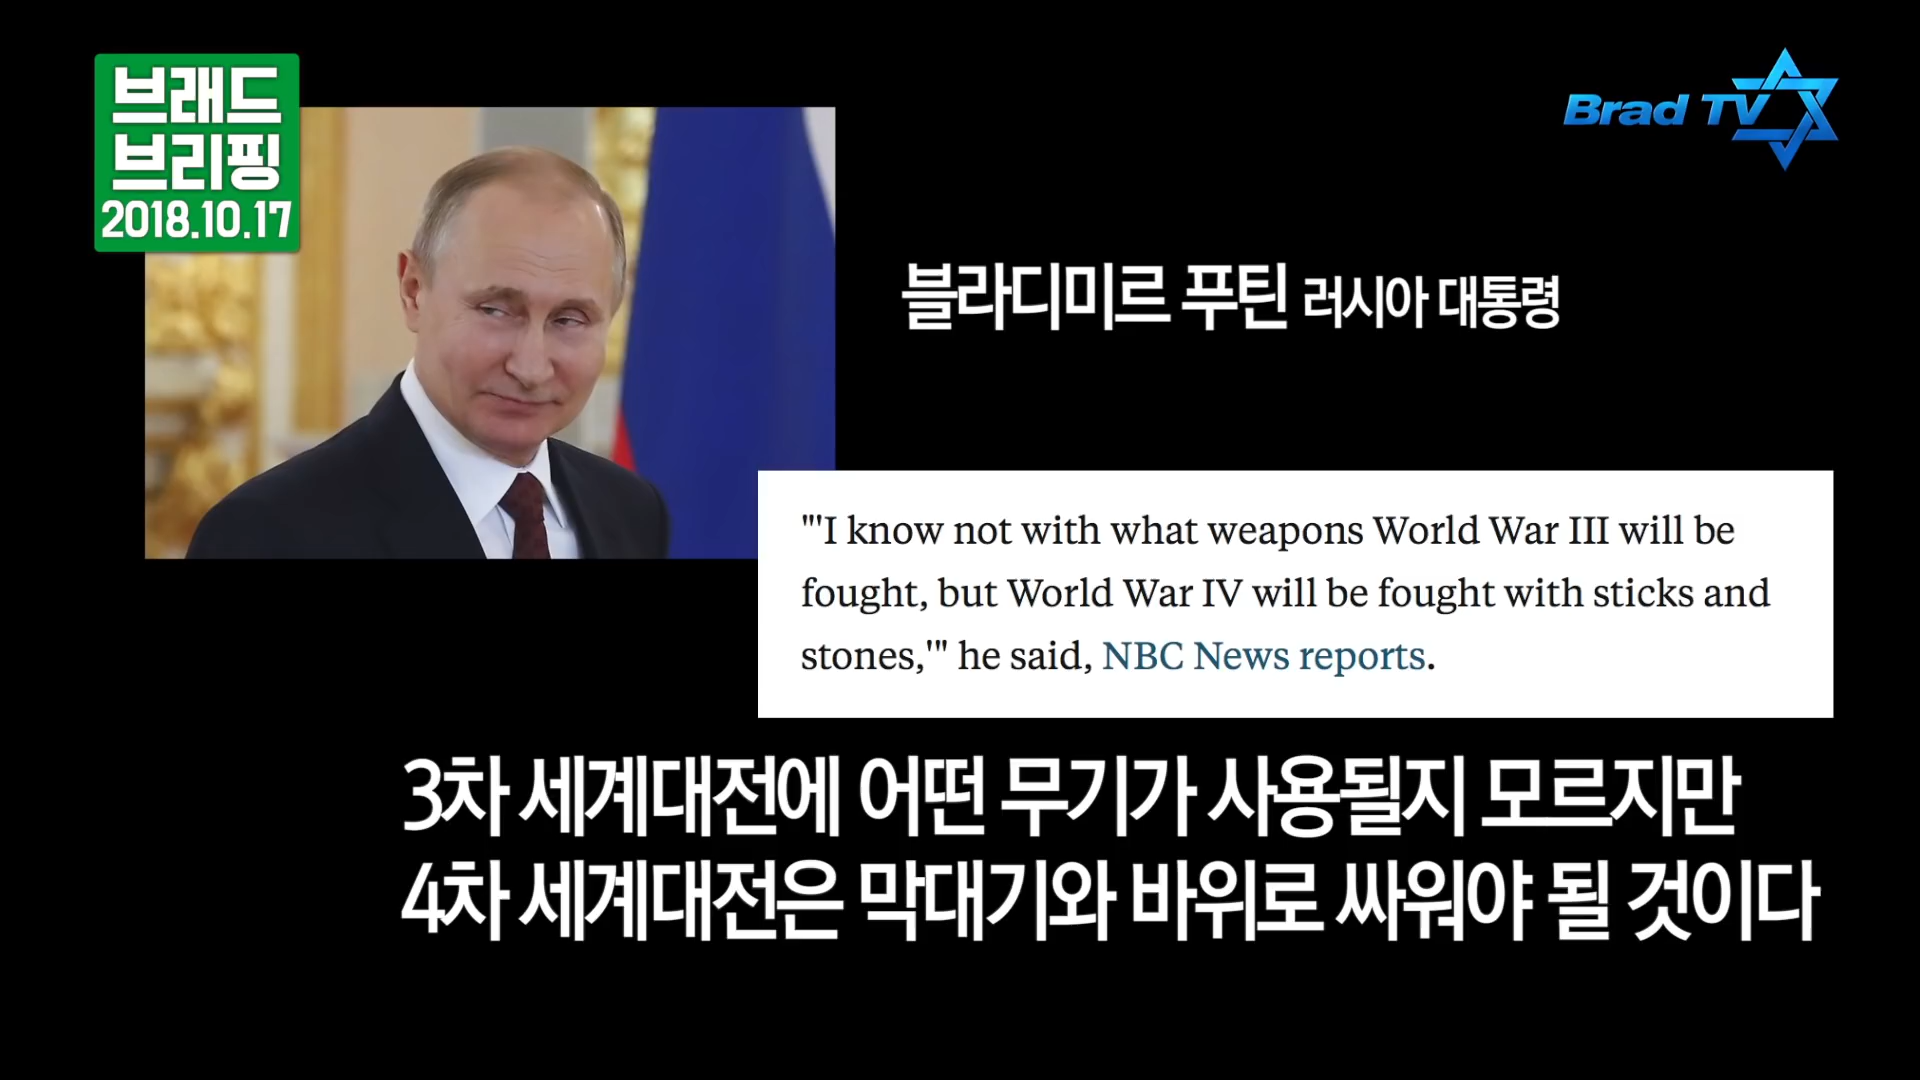 브래드
브리핑
2018.10.17
Brad TV
블라디미르 푸틴 러시아 대통령
"'I know not with what weapons World War III will be
fought, but World War IV will be fought with sticks and
stones,'" he said, NBC News reports.
3차 세계대전에 어떤 무기가 사용될지 모르지만
4차 세계대전은 막대기와 바위로 싸워야 될 것이다